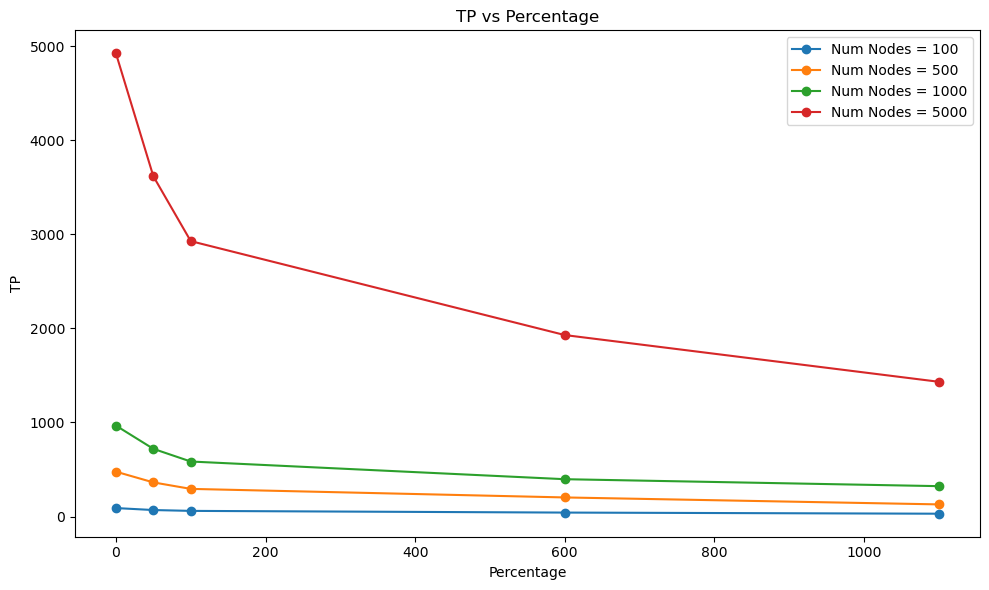 TP vs Percentage
Num Nodes = 100
Num Nodes = 500
Num Nodes = 1000
Num Nodes = 5000
5000
4000
3000
2000
1000
0
TP
0 200 400 600 800 1000
Percentage